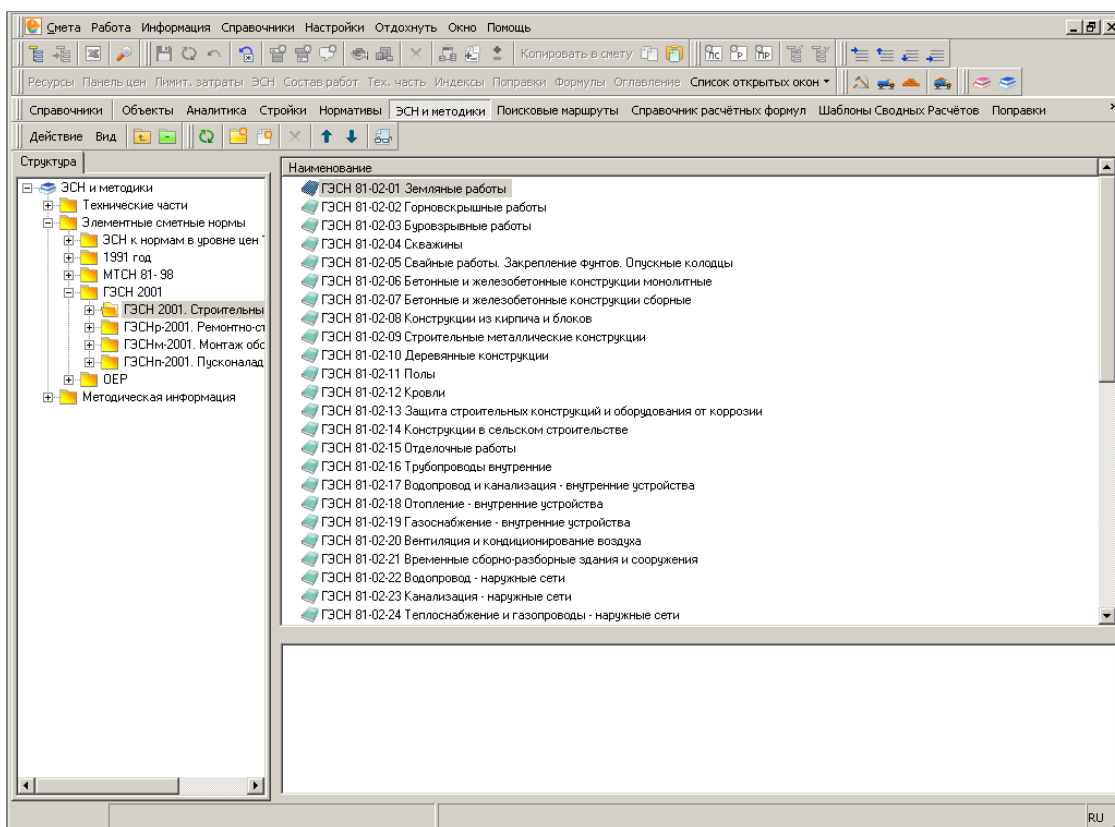 Смета Работа Информация Справочники Настройки Отдохнуть Окно Помощь
Копировать в смету
Ресурсы Панель цен Лимит. затраты ЭСН Состав работ Тех. часть Индексы Поправки Формулы Оглавление Список открытых окон
Справочники Объекты Аналитика Стройки Нормативы ЭСН и методики Поисковые маршруты Справочник расчётных формул Шаблоны Сводных Расчётов Поправки
Действие Вид
Структура
ЭСН и методики
Технические части
Элементные сметные нормы
ЭСН к нормам в уровне цен
1991 год
МТСН 81- 98
ГЭСН 2001
ГЭСН 2001. Строительны
ГЭСНр-2001. Ремонтно-ст
ГЭСНм-2001. Монтаж обо
ГЭСНп-2001. Пусконалад
ОЕР
Методическая информация
Наименование
ГЭСН 81-02-01 Земляные работы
ГЭСН 81-02-02 Горновскрышные работы
ГЭСН 81-02-03 Буровзрывные работы
ГЭСН 81-02-04 Скважины
ГЭСН 81-02-05 Свайные работы. Закрепление фунтов. Опускные колодцы
ГЭСН 81-02-06 Бетонные и железобетонные конструкции монолитные
ГЭСН 81-02-07 Бетонные и железобетонные конструкции сборные
ГЭСН 81-02-08 Конструкции из кирпича и блоков
ГЭСН 81-02-09 Строительные металлические конструкции
ГЭСН 81-02-10 Деревянные конструкции
ГЭСН 81-02-11 Полы
ГЭСН 81-02-12 Кровли
ГЭСН 81-02-13 Защита строительных конструкций и оборудования от коррозии
ГЭСН 81-02-14 Конструкции в сельском строительстве
ГЭСН 81-02-15 Отделочные работы
ГЭСН 81-02-16 Трубопроводы внутренние
ГЭСН 81-02-17 Водопровод и канализация - внутренние устройства
ГЭСН 81-02-18 Отопление - внутренние устройства
ГЭСН 81-02-19 Газоснабжение - внутренние устройства
ГЭСН 81-02-20 Вентиляция и кондиционирование воздуха
ГЭСН 81-02-21 Временные сборно-разборные здания и сооружения
ГЭСН 81-02-22 Водопровод - наружные сети
ГЭСН 81-02-23 Канализация - наружные сети
ГЭСН 81-02-24 Теплоснабжение и газопроводы - наружные сети
RU